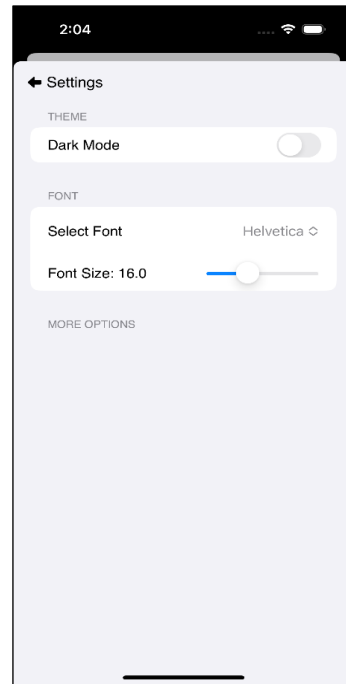 2:04
Settings
THEME
Dark Mode
FONT
Select Font Helvetica
Font Size: 16.0
MORE OPTIONS